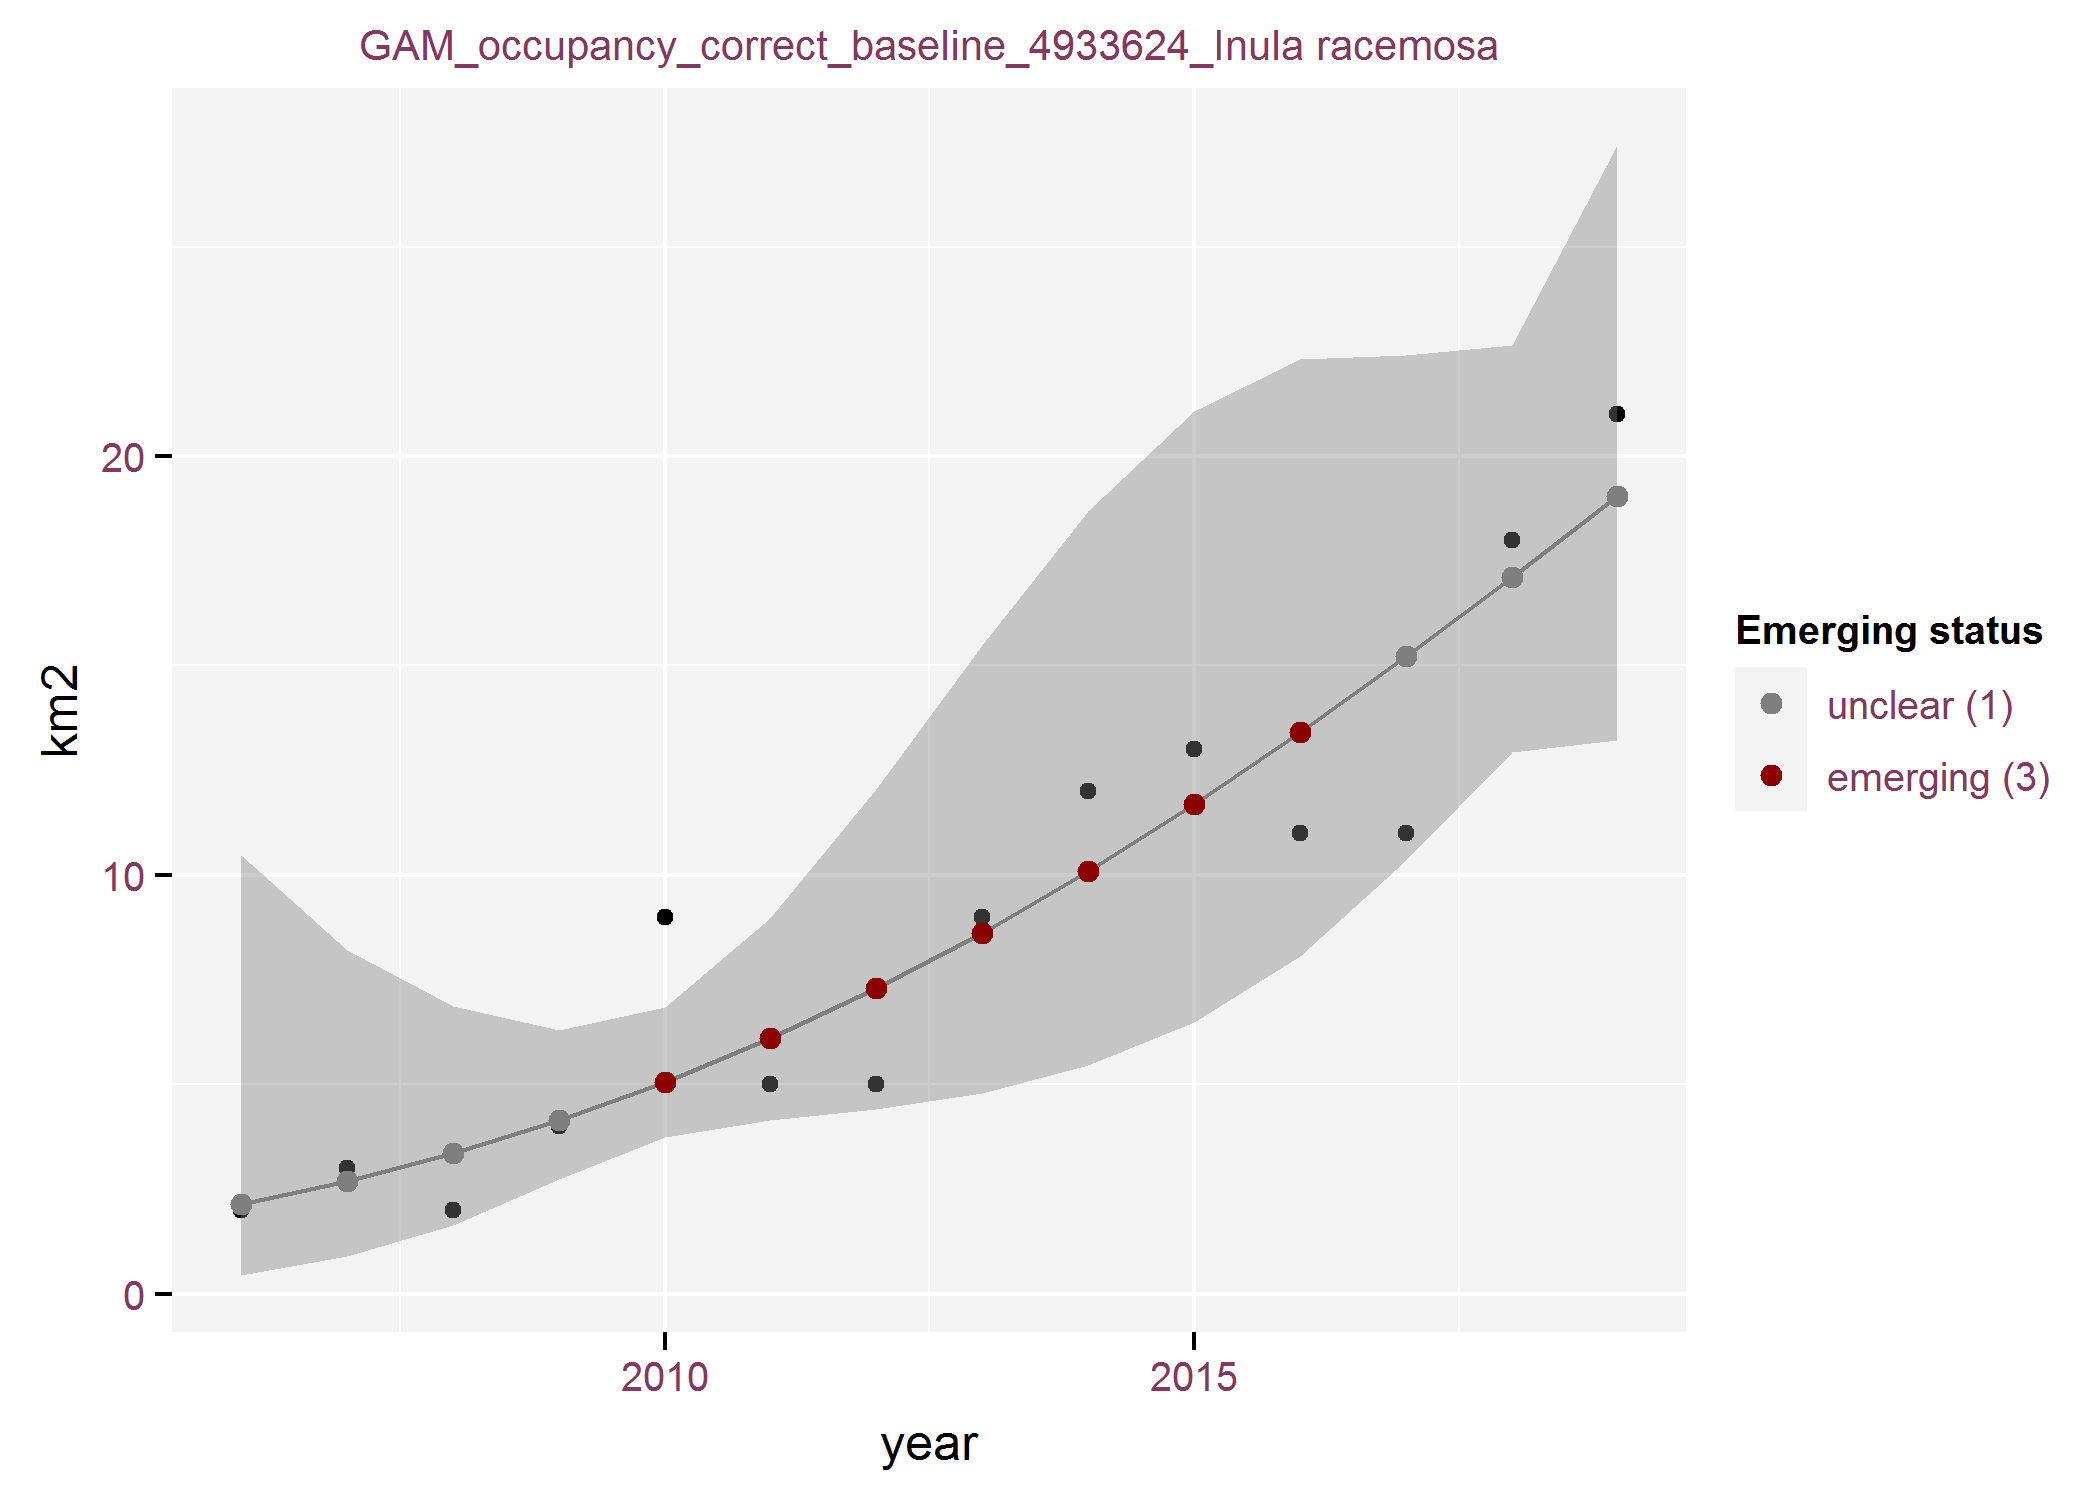 GAM_occupancy_correct_baseline_4933624_Inula racemosa
km2
20
10
0
2010
2015
year
Emerging status
unclear (1)
emerging (3)